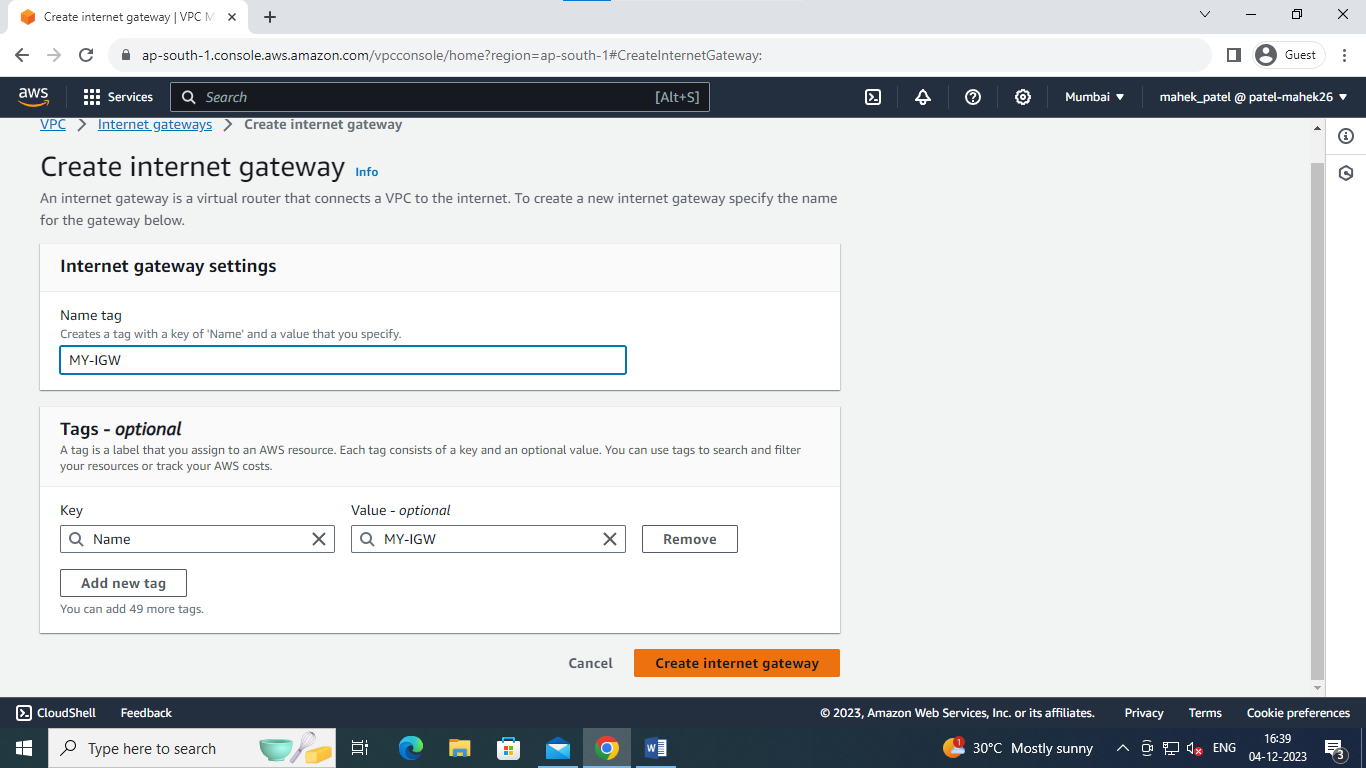 Create internet gateway | VPC M
ap-south-1.console.aws.amazon.com/vpcconsole/home?region=ap-south-1#CreateInternetGateway:
Guest
aws
Services
Search
[Alt+S]
Mumbai
mahek_patel @ patel-mahek26
VPC > Internet gateways > Create internet gateway
Create internet gateway Info
An internet gateway is a virtual router that connects a VPC to the internet. To create a new internet gateway specify the name
for the gateway below.
Internet gateway settings
Name tag
Creates a tag with a key of 'Name' and a value that you specify.
MY-IGW
Tags - optional
A tag is a label that you assign to an AWS resource. Each tag consists of a key and an optional value. You can use tags to search and filter
your resources or track your AWS costs.
Key
Value - optional
Name
MY-IGW
Remove
Add new tag
You can add 49 more tags.
Cancel
Create internet gateway
CloudShell
Feedback
© 2023, Amazon Web Services, Inc. or its affiliates.
Privacy
Terms
Cookie preferences
Type here to search
1
30°C Mostly sunny
ENG
16:39
04-12-2023
3